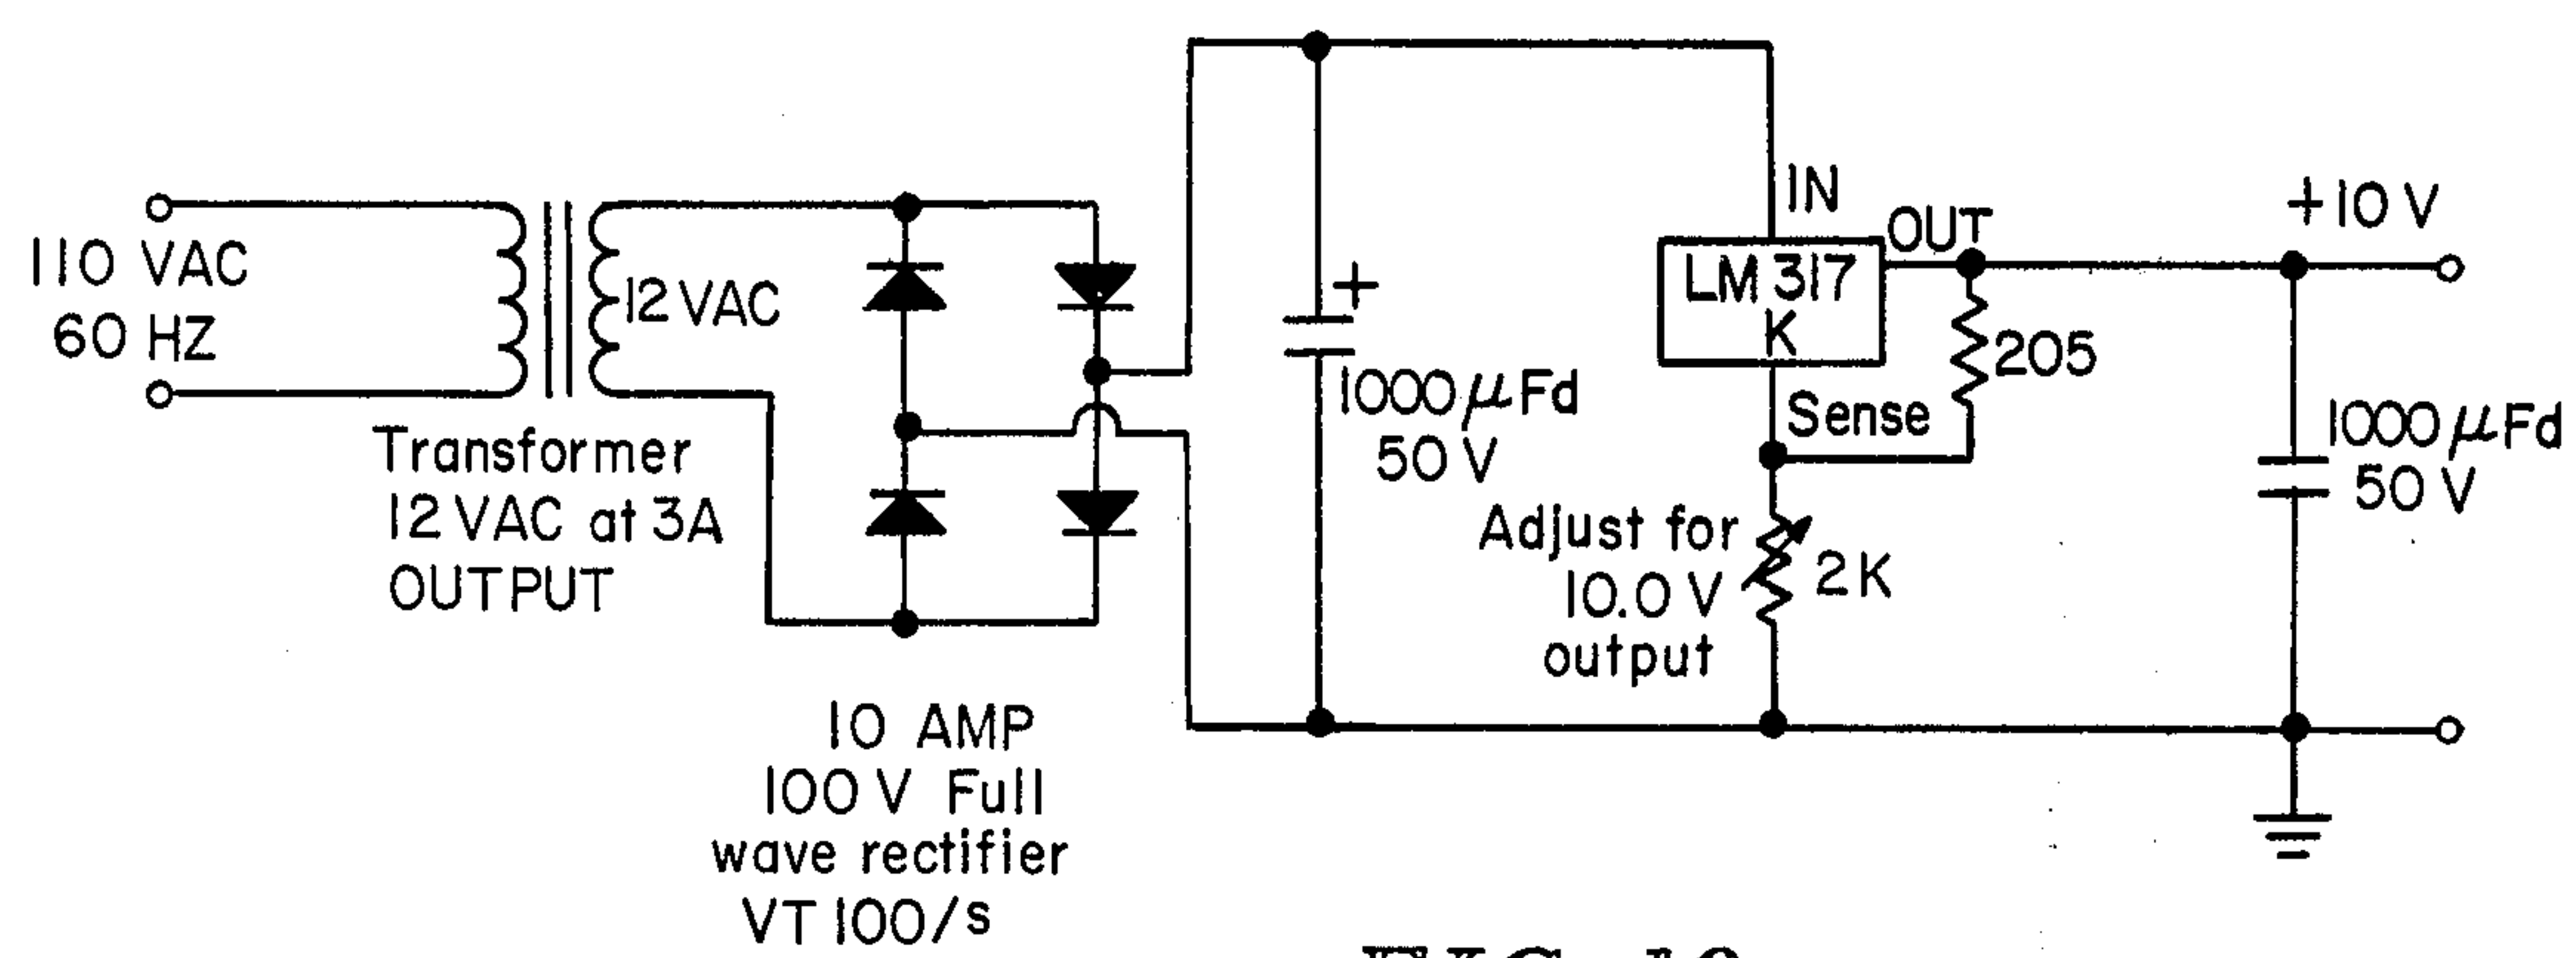 110 VAC
60 HZ
12 VAC
Transformer
12 VAC at 3A
OUTPUT
10 AMP
100 V Full
wave rectifier
VT 100/s
+
1000 µFd
50 V
IN
OUT
LM 317
K
Sense
205
Adjust for
10.0 V
output
2K
+10 V
1000 µFd
50 V